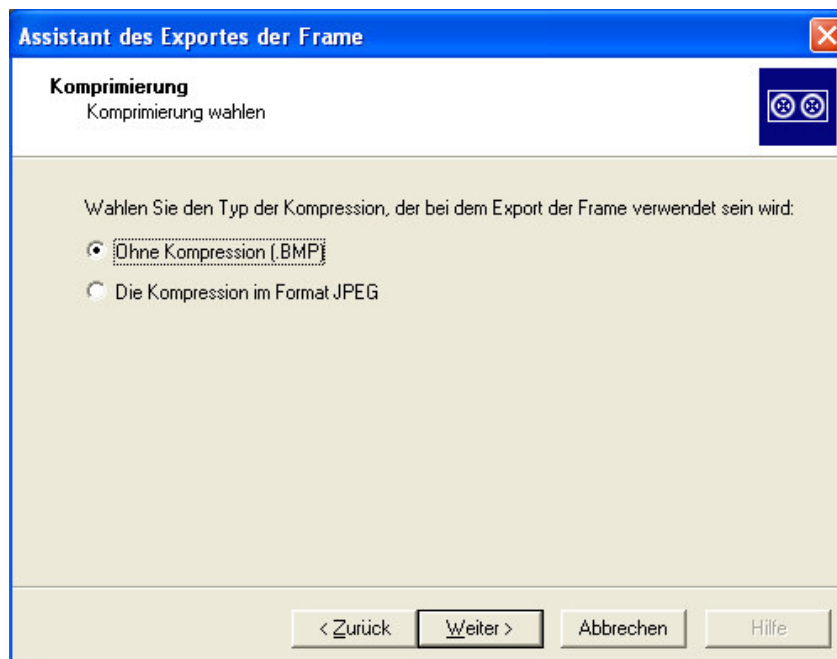 Assistant des Exportes der Frame
Komprimierung
Komprimierung wahlen
Wahlen Sie den Typ der Kompression, der bei dem Export der Frame verwendet sein wird:
Ohne Kompression (.BMP)
Die Kompression im Format JPEG
< Zurück Weiter > Abbrechen Hilfe